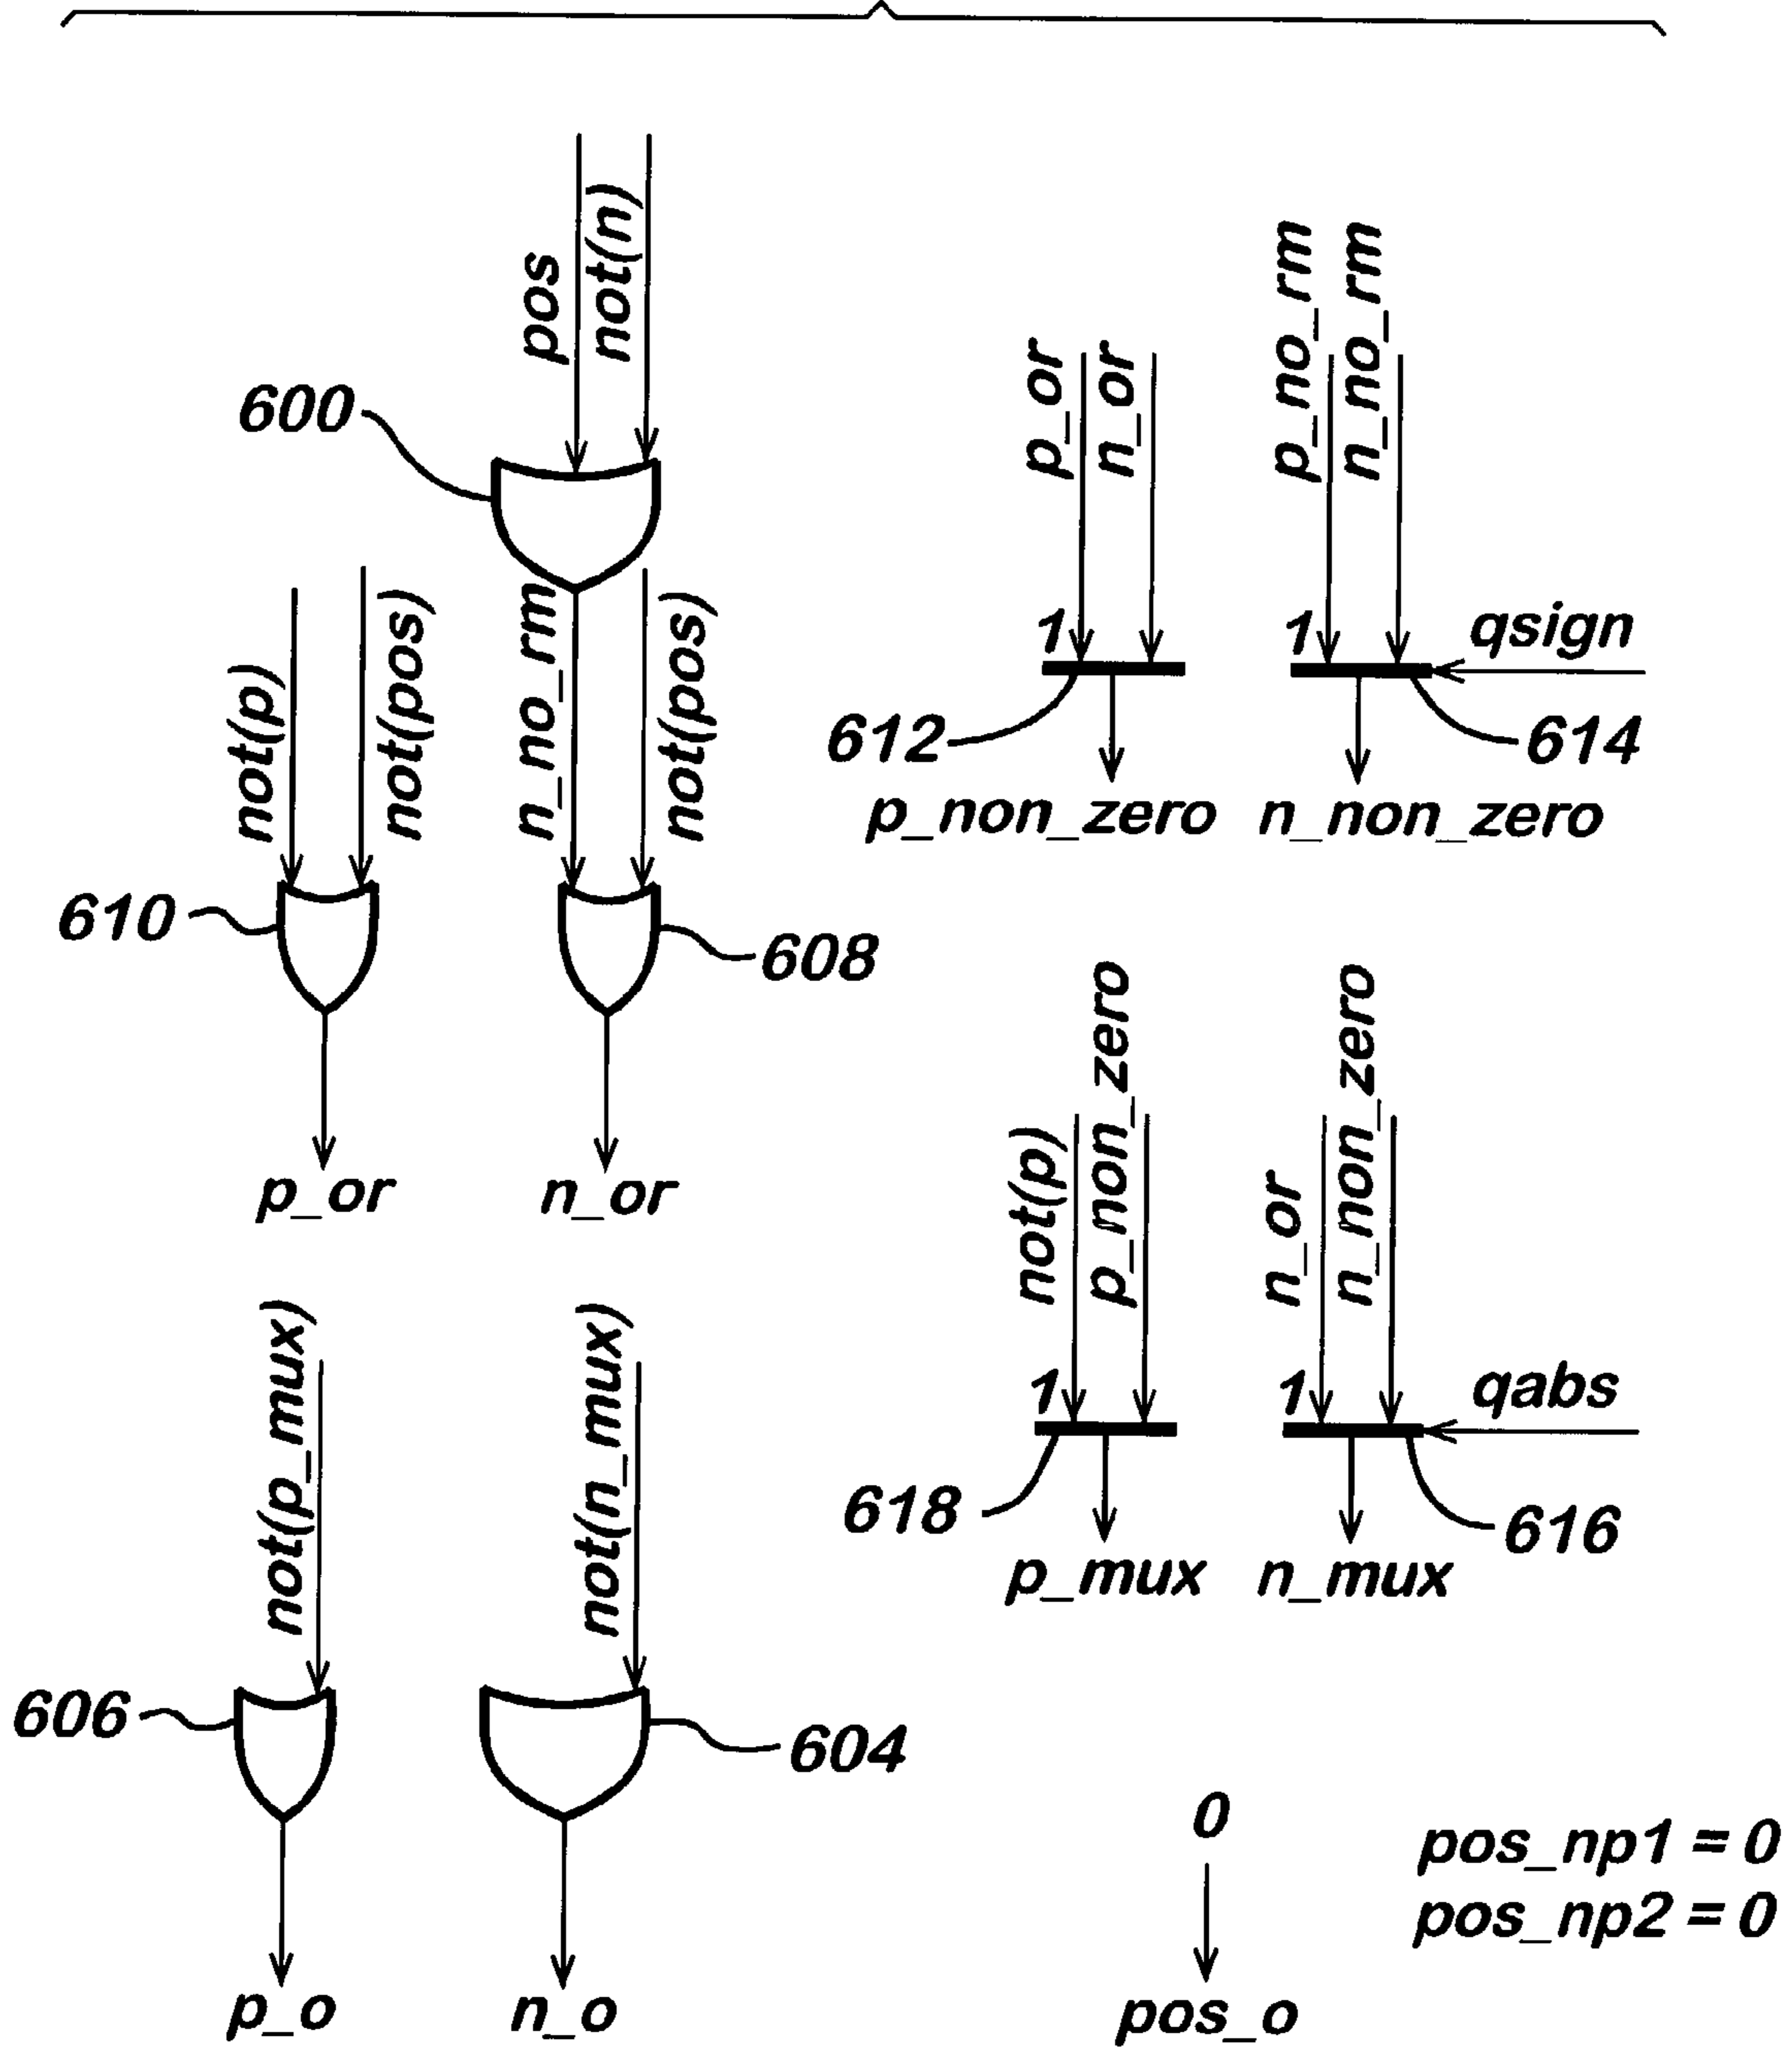 pos
not(n)
600
not(p)
not(pos)
n_no_rm
not(pos)
610
608
p_or
n_or
p_or
n_or
p_no_rm
n_no_rm
1
1
qsign
612
614
p_non_zero
n_non_zero
not(p)
p_non_zero
n_or
n_non_zero
1
1
qabs
618
616
p_mux
n_mux
not(p_mux)
not(n_mux)
606
604
p_o
n_o
0
pos_o
pos_np1 = 0
pos_np2 = 0